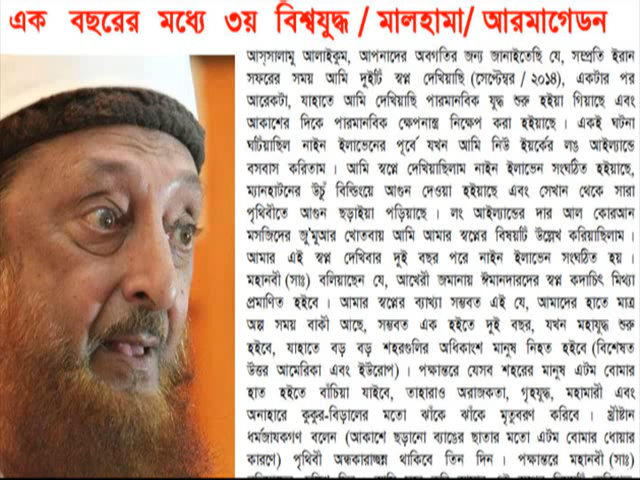 এক বছরের মধ্যে ৩য় বিশ্বযুদ্ধ / মালহামা/ আরমাগেডন
আস্সালামু আলাইকুম, আপনাদের অবগতির জন্য জানাইতেছি যে, সম্প্রতি ইরান
সফরের সময় আমি দুইটি স্বপ্ন দেখিয়াছি (সেপ্টেম্বর / ২০১৪), একটার পর
আরেকটা, যাহাতে আমি দেখিয়াছি পারমানবিক যুদ্ধ শুরু হইয়া গিয়াছে এবং
আকাশের দিকে পারমানবিক ক্ষেপনাস্ত্র নিক্ষেপ করা হইয়াছে । একই ঘটনা
ঘটিয়াছিল নাইন ইলাভেনের পূর্বে যখন আমি নিউ ইয়র্কের লঙ আইল্যান্ডে
বসবাস করিতাম । আমি স্বপ্নে দেখিয়াছিলাম নাইন ইলাভেন সংঘঠিত হইয়াছে,
ম্যানহাটনের উচুঁ বিল্ডিংয়ে আগুন দেওয়া হইয়াছে এবং সেখান থেকে সারা
পৃথিবীতে আগুন ছড়াইয়া পড়িয়াছে । লং আইল্যান্ডের দার আল কোরআন
মসজিদের জু’মুআর খোতবায় আমি আমার স্বপ্নের বিষয়টি উল্লেখ করিয়াছিলাম ।
আমার এই স্বপ্ন দেখিবার দুই বছর পরে নাইন ইলাভেন সংঘঠিত হয় ।
মহানবী (সাঃ) বলিয়াছেন যে, আখেরী জমানায় ঈমানদারদের স্বপ্ন কদাচিৎ মিথ্যা
প্রমাণিত হইবে । আমার স্বপ্নের ব্যাখ্যা সম্ভবত এই যে, আমাদের হাতে মাত্র
অল্প সময় বাকী আছে, সম্ভবত এক হইতে দুই বছর, যখন মহাযুদ্ধ শুরু
হইবে, যাহাতে বড় বড় শহরগুলির অধিকাংশ মানুষ নিহত হইবে (বিশেষত
উত্তর আমেরিকা এবং ইউরোপ) । পক্ষান্তরে যেসব শহরের মানুষ এটম বোমার
হাত হইতে বাঁচিয়া যাইবে, তাহারাও অরাজকতা, গৃহযুদ্ধ, মহামারী এবং
অনাহারে কুকুর-বিড়ালের মতো ঝাঁকে ঝাঁকে মৃতুবরণ করিবে । খ্রীষ্টান
ধর্মজাযকগণ বলেন (আকাশে ছড়ানো ব্যাঙের ছাতার মতো এটম বোমার ধোয়ার
কারণে) পৃথিবী অন্ধকারাচ্ছন্ন থাকিবে তিন দিন । পক্ষান্তরে মহানবী (সাঃ)